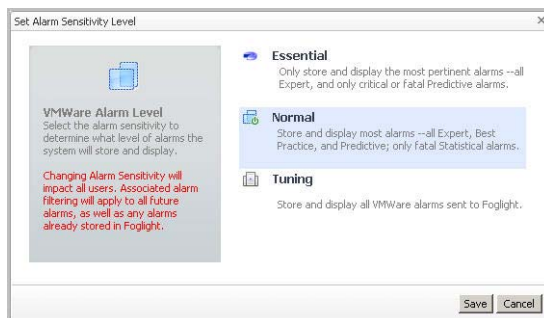 Set Alarm Sensitivity Level
VMWare Alarm Level
Select the alarm sensitivity to
determine what level of alarms the
system will store and display.
Changing Alarm Sensitivity will
impact all users. Associated alarm
filtering will apply to all future
alarms, as well as any alarms
already stored in Foglight.
Essential
Only store and display the most pertinent alarms --all
Expert, and only critical or fatal Predictive alarms.
Normal
Store and display most alarms --all Expert, Best
Practice, and Predictive; only fatal Statistical alarms.
Tuning
Store and display all VMWare alarms sent to Foglight.
Save Cancel